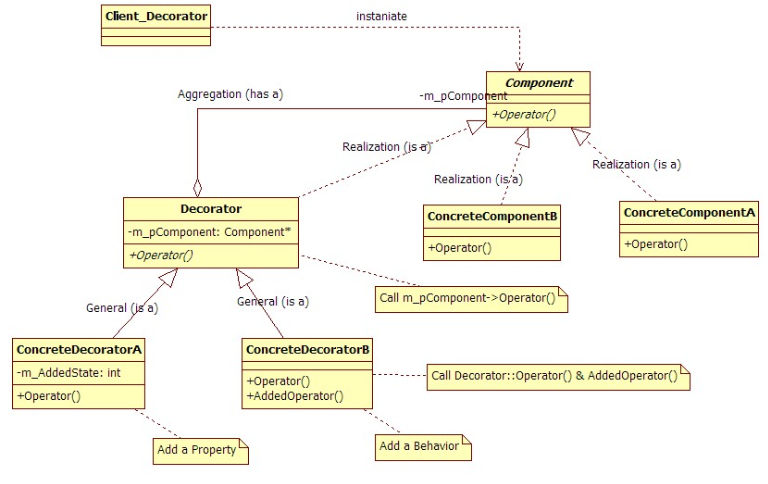 Client_Decorator
instaniate
Component
+Operator()
Aggregation (has a)
-m_pComponent
Realization (is a)
Realization (is a)
Realization (is a)
Decorator
-m_pComponent: Component*
+Operator()
ConcreteComponentB
+Operator()
ConcreteComponentA
+Operator()
Call m_pComponent->Operator()
General (is a)
General (is a)
ConcreteDecoratorA
-m_AddedState: int
+Operator()
ConcreteDecoratorB
+Operator()
+AddedOperator()
Call Decorator::Operator() & AddedOperator()
Add a Property
Add a Behavior